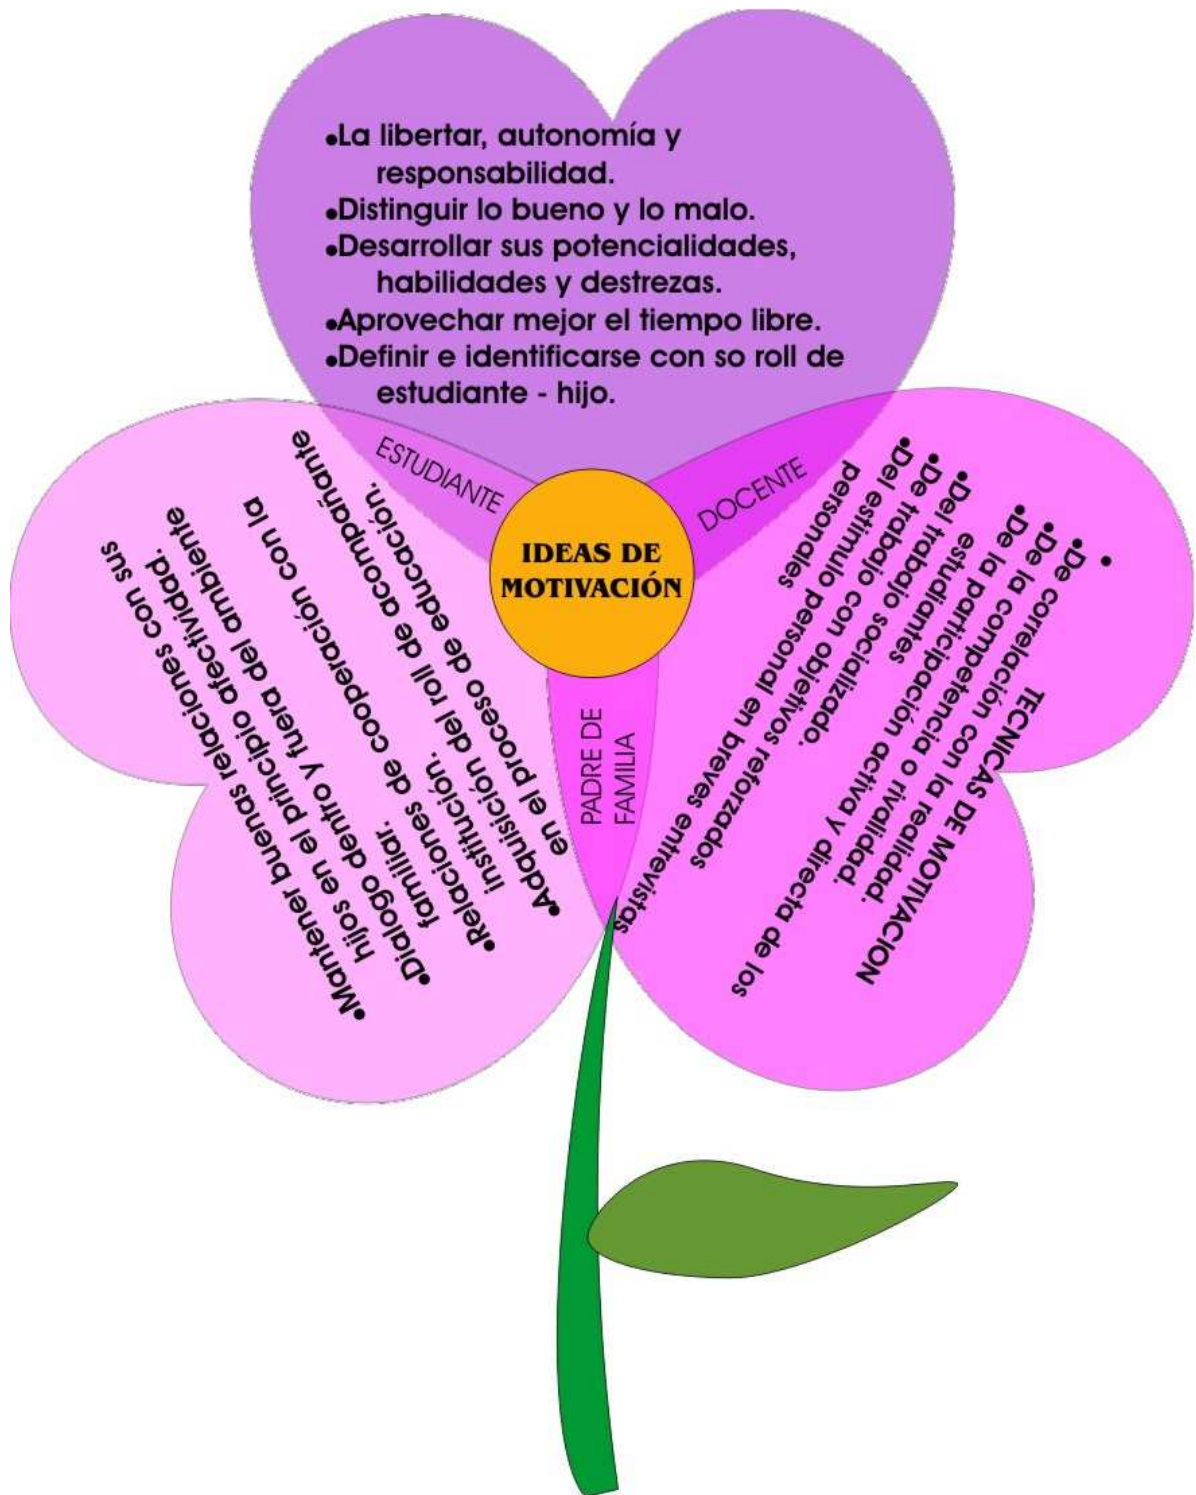 •La libertar, autonomía y
responsabilidad.
•Distinguir lo bueno y lo malo.
•Desarrollar sus potencialidades,
habilidades y destrezas.
•Aprovechar mejor el tiempo libre.
•Definir e identificarse con so roll de
estudiante - hijo.
ESTUDIANTE
DOCENTE
IDEAS DE
MOTIVACIÓN
PADRE DE
FAMILIA
•Mantener buenas relaciones con sus
hijos en el principio afectividad.
•Dialogo dentro y fuera del ambiente
familiar.
•Relaciones de cooperación con la
institución.
•Adquisición del roll de acompañante
en el proceso de educación.
TECNICAS DE MOTIVACION
•
•De correlación con la realidad.
•De la competencia o rivalidad.
•De la participación activa y directa de los
estudiantes
•Del trabajo socializado.
•De trabajo con objetivos reforzados
•Del estimulo personal en breves entrevistas
personales